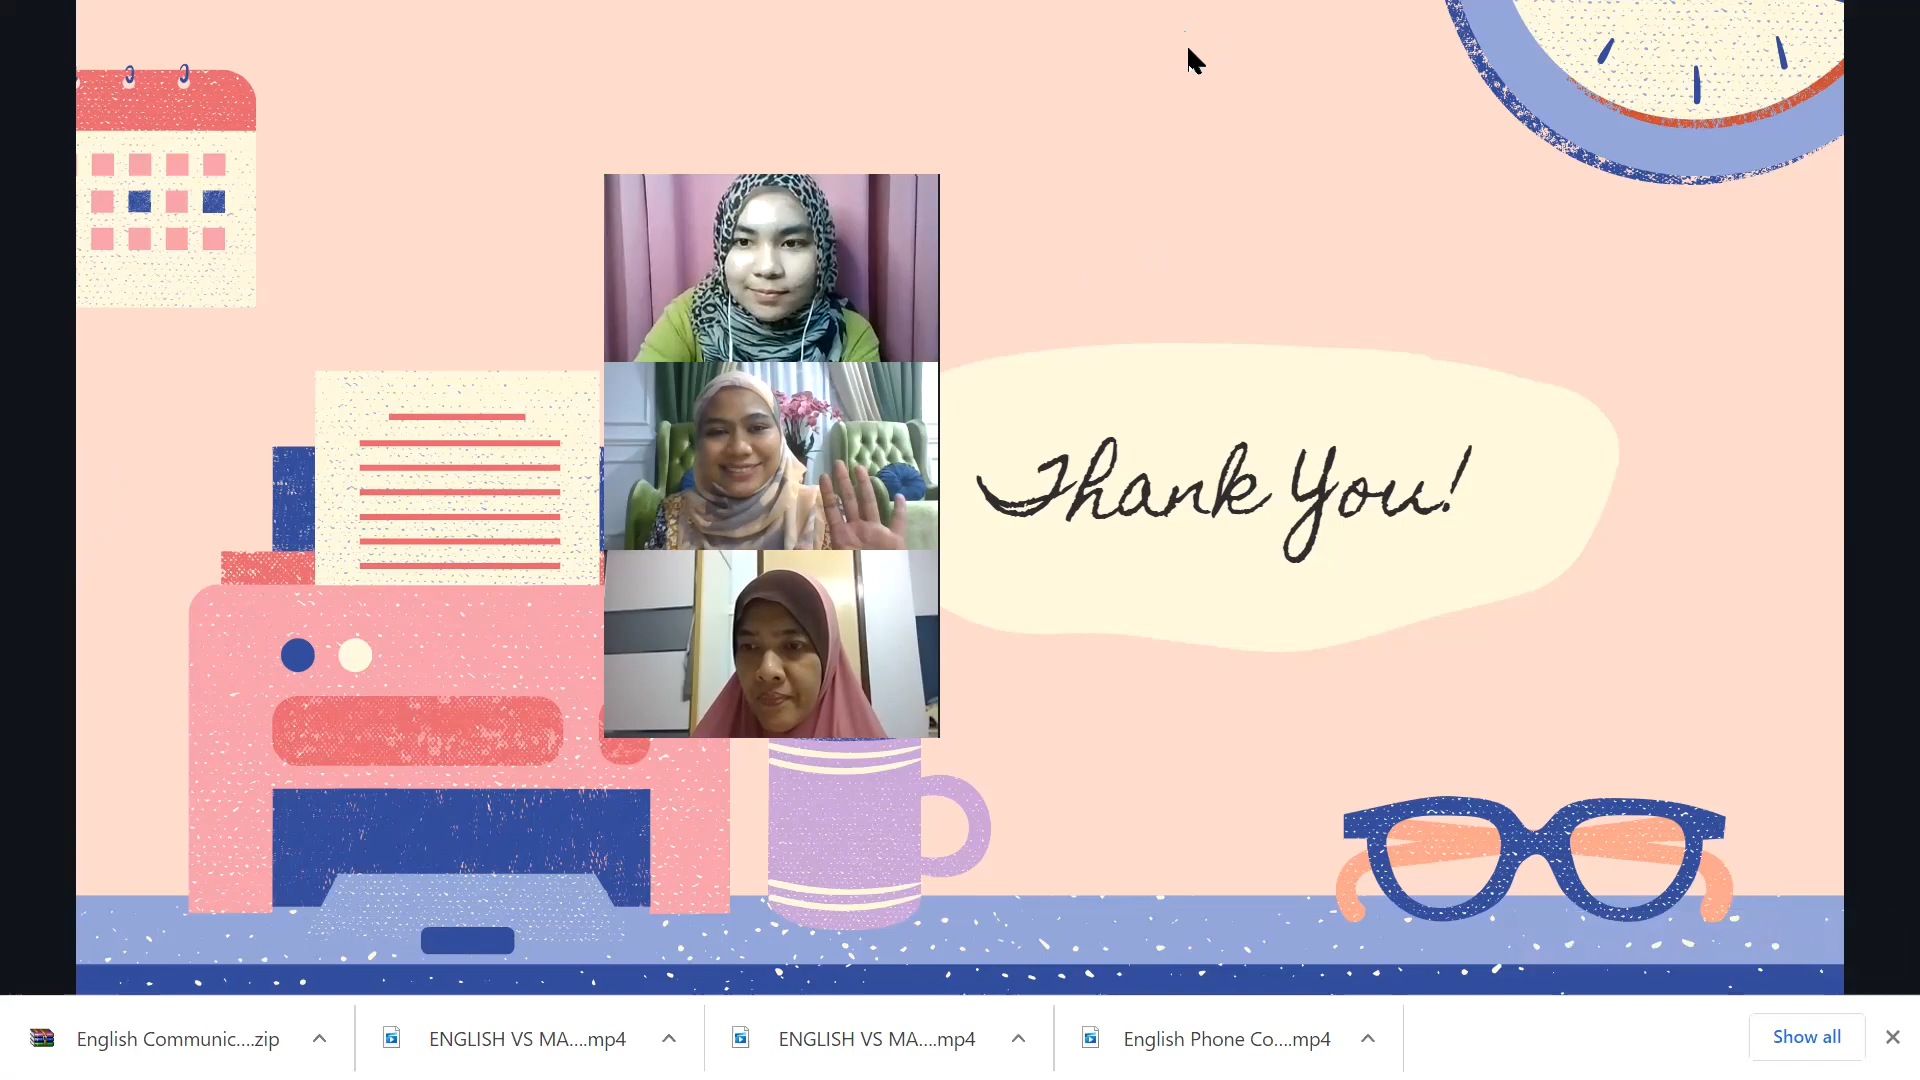 Thank You!
English Communic....zip
ENGLISH VS MA....mp4
ENGLISH VS MA....mp4
English Phone Co....mp4
Show all